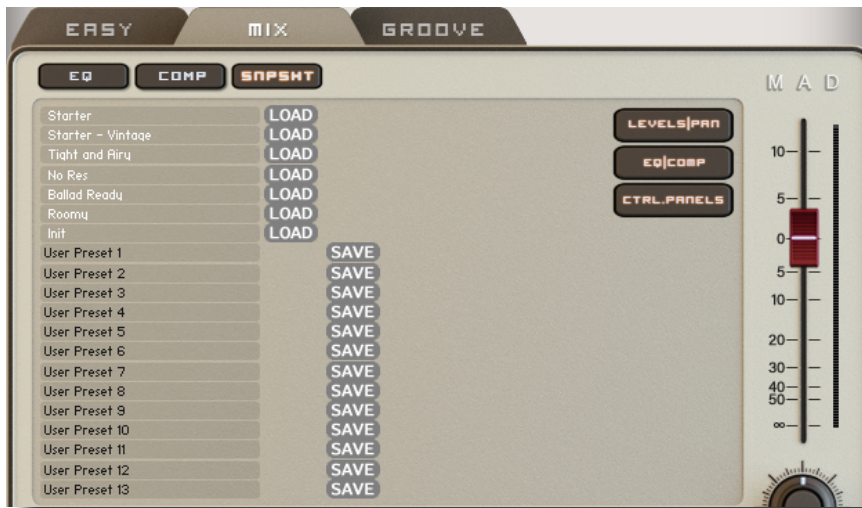 EASY MIX GROOVE
EQ COMP SNPSHT
M A D
Starter LOAD
Starter - Vintage LOAD
Tight and Airy LOAD
No Res LOAD
Ballad Ready LOAD
Roomy LOAD
Init LOAD
User Preset 1 SAVE
User Preset 2 SAVE
User Preset 3 SAVE
User Preset 4 SAVE
User Preset 5 SAVE
User Preset 6 SAVE
User Preset 7 SAVE
User Preset 8 SAVE
User Preset 9 SAVE
User Preset 10 SAVE
User Preset 11 SAVE
User Preset 12 SAVE
User Preset 13 SAVE
LEVELS|PAN
EQ|COMP
CTRL.PANELS
10
5
0
5
10
20
30
40
50
∞